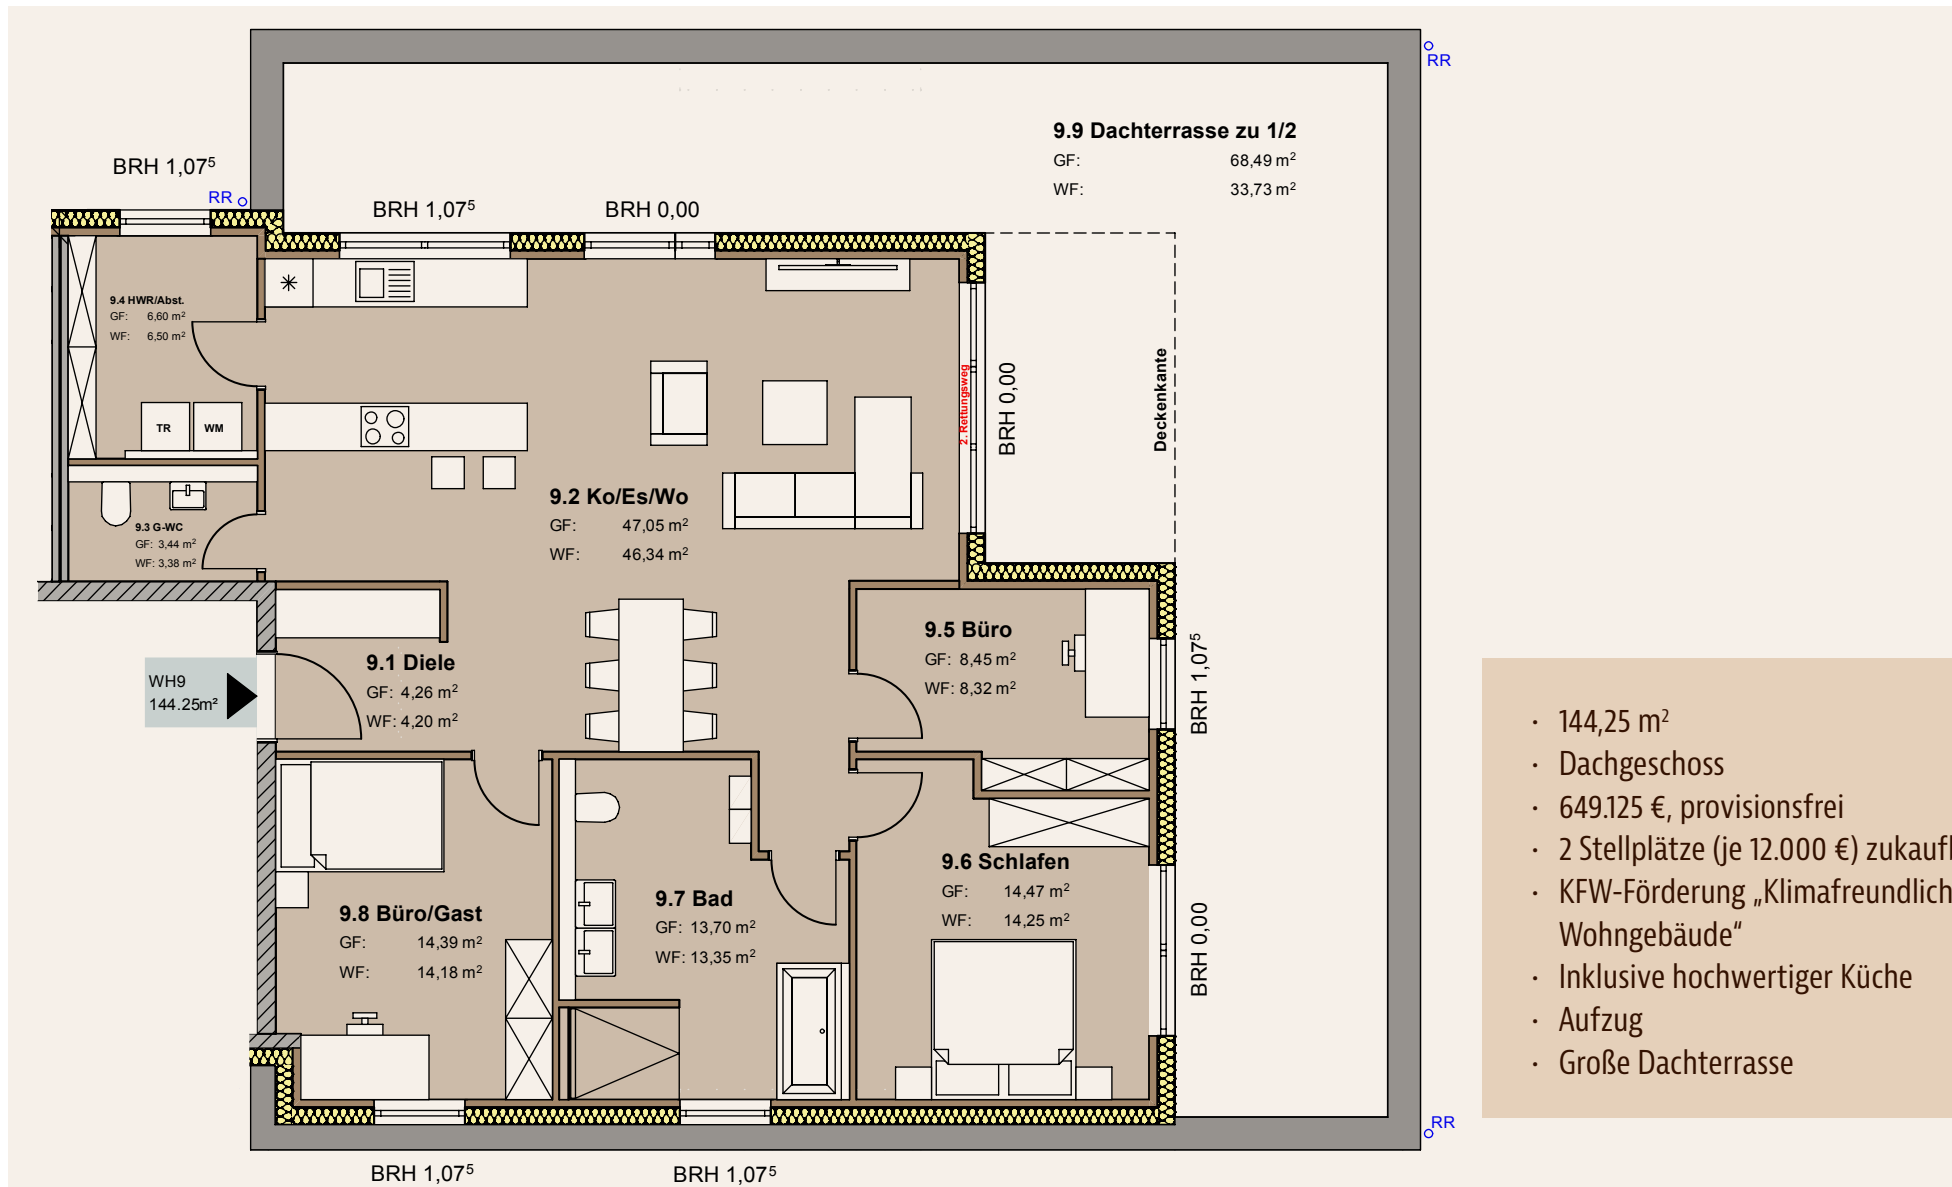 RR
9.9 Dachterrasse zu 1/2
GF: 68,49 m²
WF: 33,73 m²
BRH 1,07⁵
RR
BRH 1,07⁵
BRH 0,00
9.4 HWR/Abst.
GF: 6,60 m²
WF: 6,50 m²
TR
WM
2. Rettungsweg
BRH 0,00
Deckenkante
9.2 Ko/Es/Wo
GF: 47,05 m²
WF: 46,34 m²
9.3 G-WC
GF: 3,44 m²
WF: 3,38 m²
9.1 Diele
GF: 4,26 m²
WF: 4,20 m²
WH9
144.25m²
9.5 Büro
GF: 8,45 m²
WF: 8,32 m²
BRH 1,07⁵
9.8 Büro/Gast
GF: 14,39 m²
WF: 14,18 m²
9.7 Bad
GF: 13,70 m²
WF: 13,35 m²
9.6 Schlafen
GF: 14,47 m²
WF: 14,25 m²
BRH 0,00
RR
BRH 1,07⁵
BRH 1,07⁵
· 144,25 m²
· Dachgeschoss
· 649.125 €, provisionsfrei
· 2 Stellplätze (je 12.000 €)
· KFW-Förderung „Klimafreundlich
Wohngebäude“
· Inklusive hochwertiger Küche
· Aufzug
· Große Dachterrasse